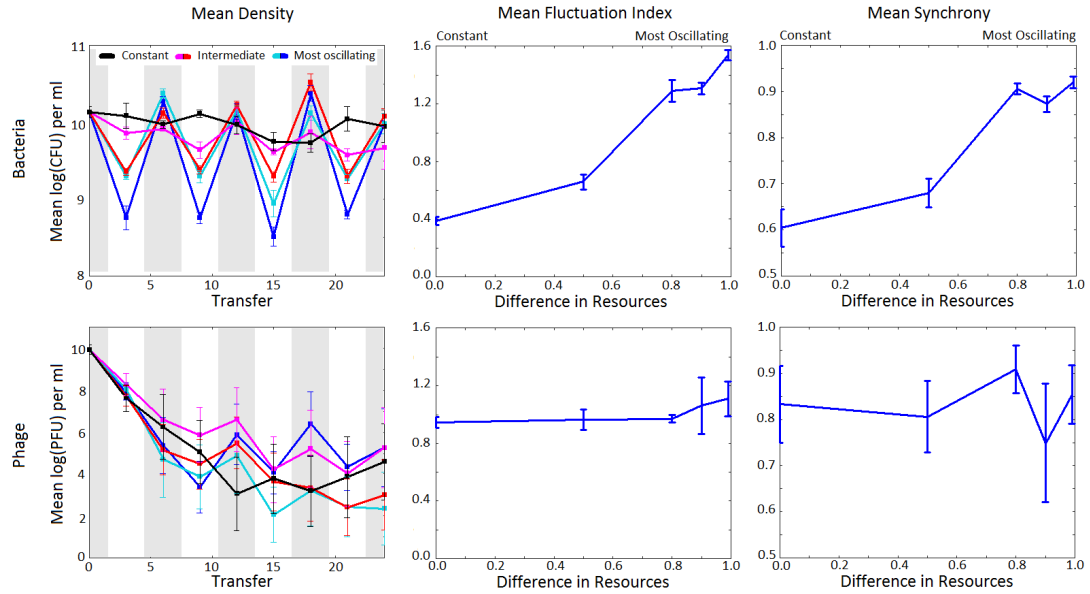 Mean Density
Mean Fluctuation Index
Mean Synchrony
Bacteria
Mean log(CFU) per ml
11
10
9
8
Constant Intermediate Most oscillating
0 5 10 15 20
Transfer
Constant Most Oscillating
1.6
1.2
0.8
0.4
0.0
0.0 0.2 0.4 0.6 0.8 1.0
Difference in Resources
Constant Most Oscillating
1.0
0.9
0.8
0.7
0.6
0.5
0.0 0.2 0.4 0.6 0.8 1.0
Difference in Resources
Phage
Mean log(PFU) per ml
10
8
6
4
2
0
0 5 10 15 20
Transfer
1.6
1.2
0.8
0.4
0.0
0.0 0.2 0.4 0.6 0.8 1.0
Difference in Resources
1.0
0.9
0.8
0.7
0.6
0.5
0.0 0.2 0.4 0.6 0.8 1.0
Difference in Resources